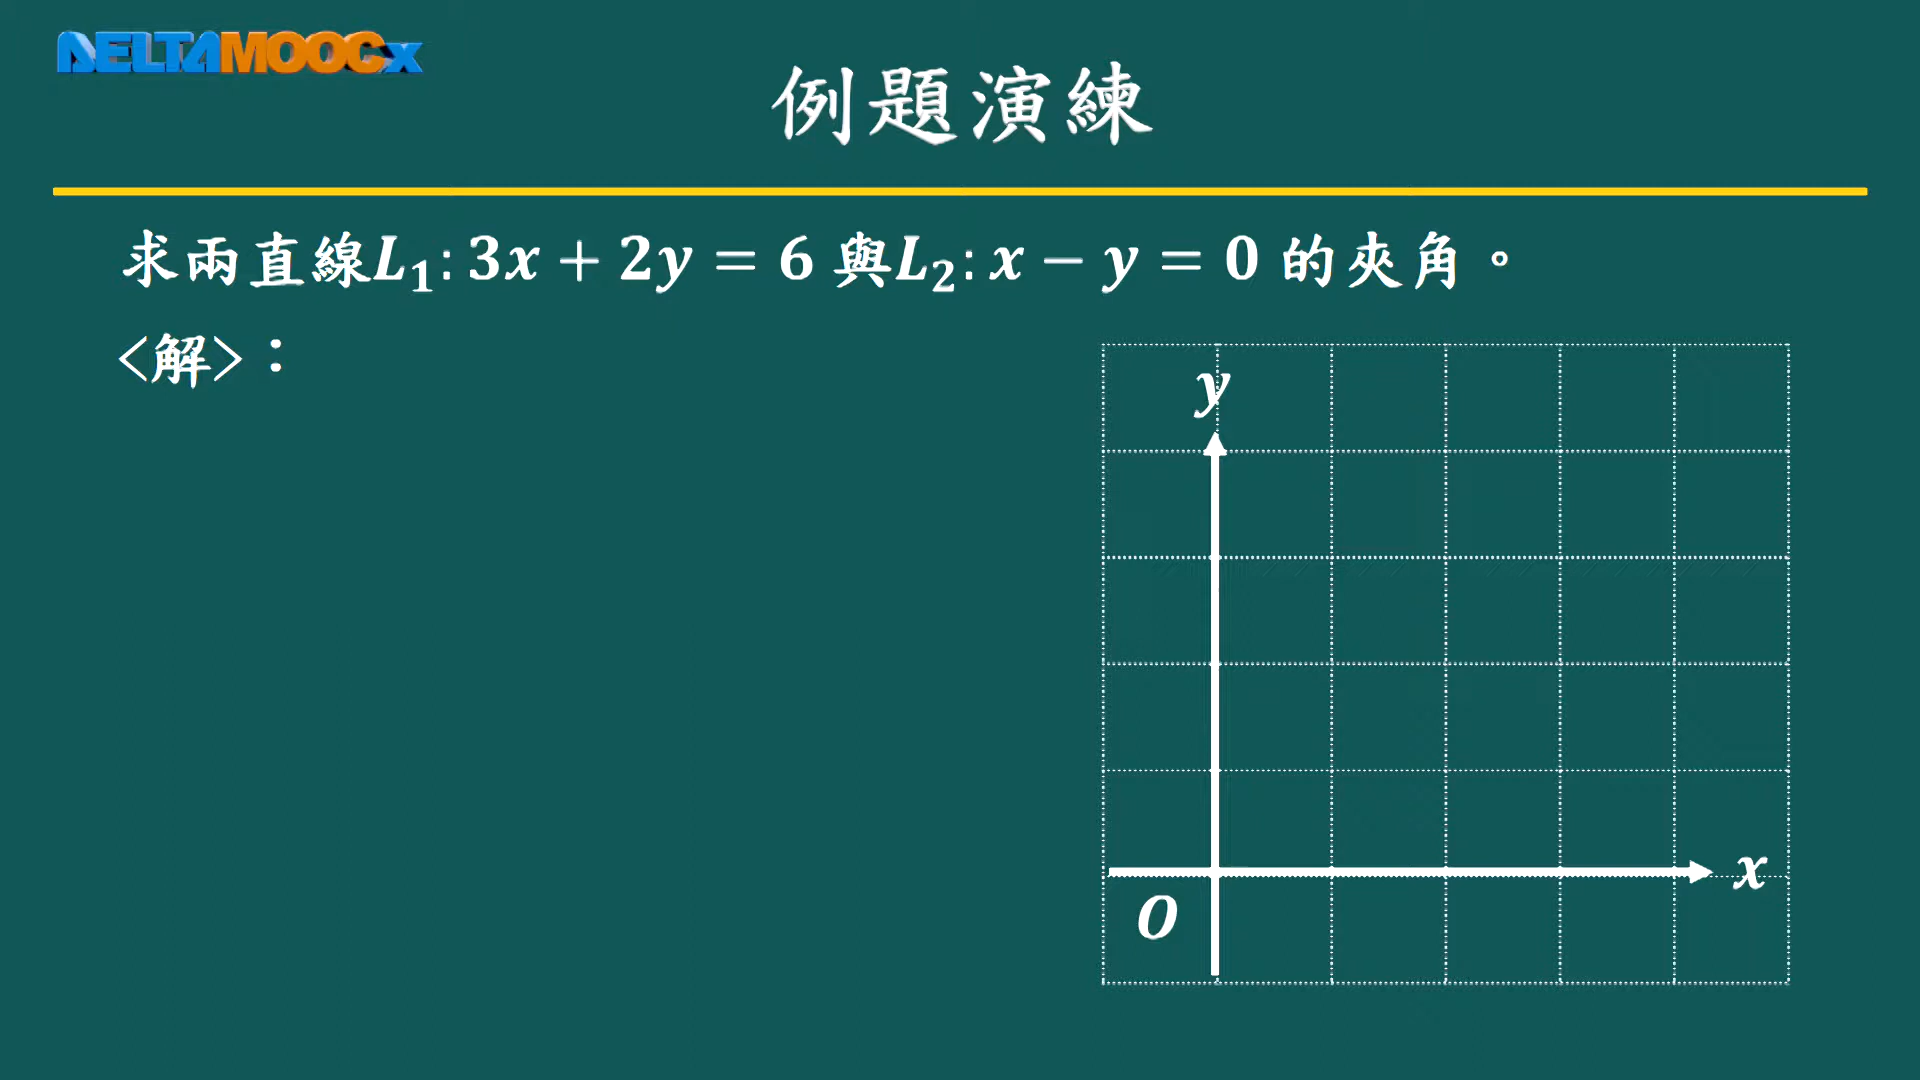 DELTAMOOCx
例題演練
求兩直線L₁: 3x + 2y = 6 與L₂: x − y = 0 的夾角。
<解>：
y
x
O